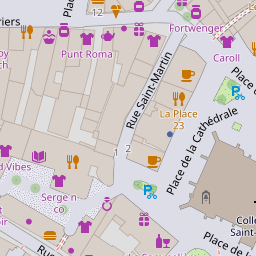 12
Fortwenger
Punt Roma
Caroll
Rue Saint-Martin
La Place
23
Place de la Cathédrale
1
2
Vibes
Serge n
co
Place de
Saint-